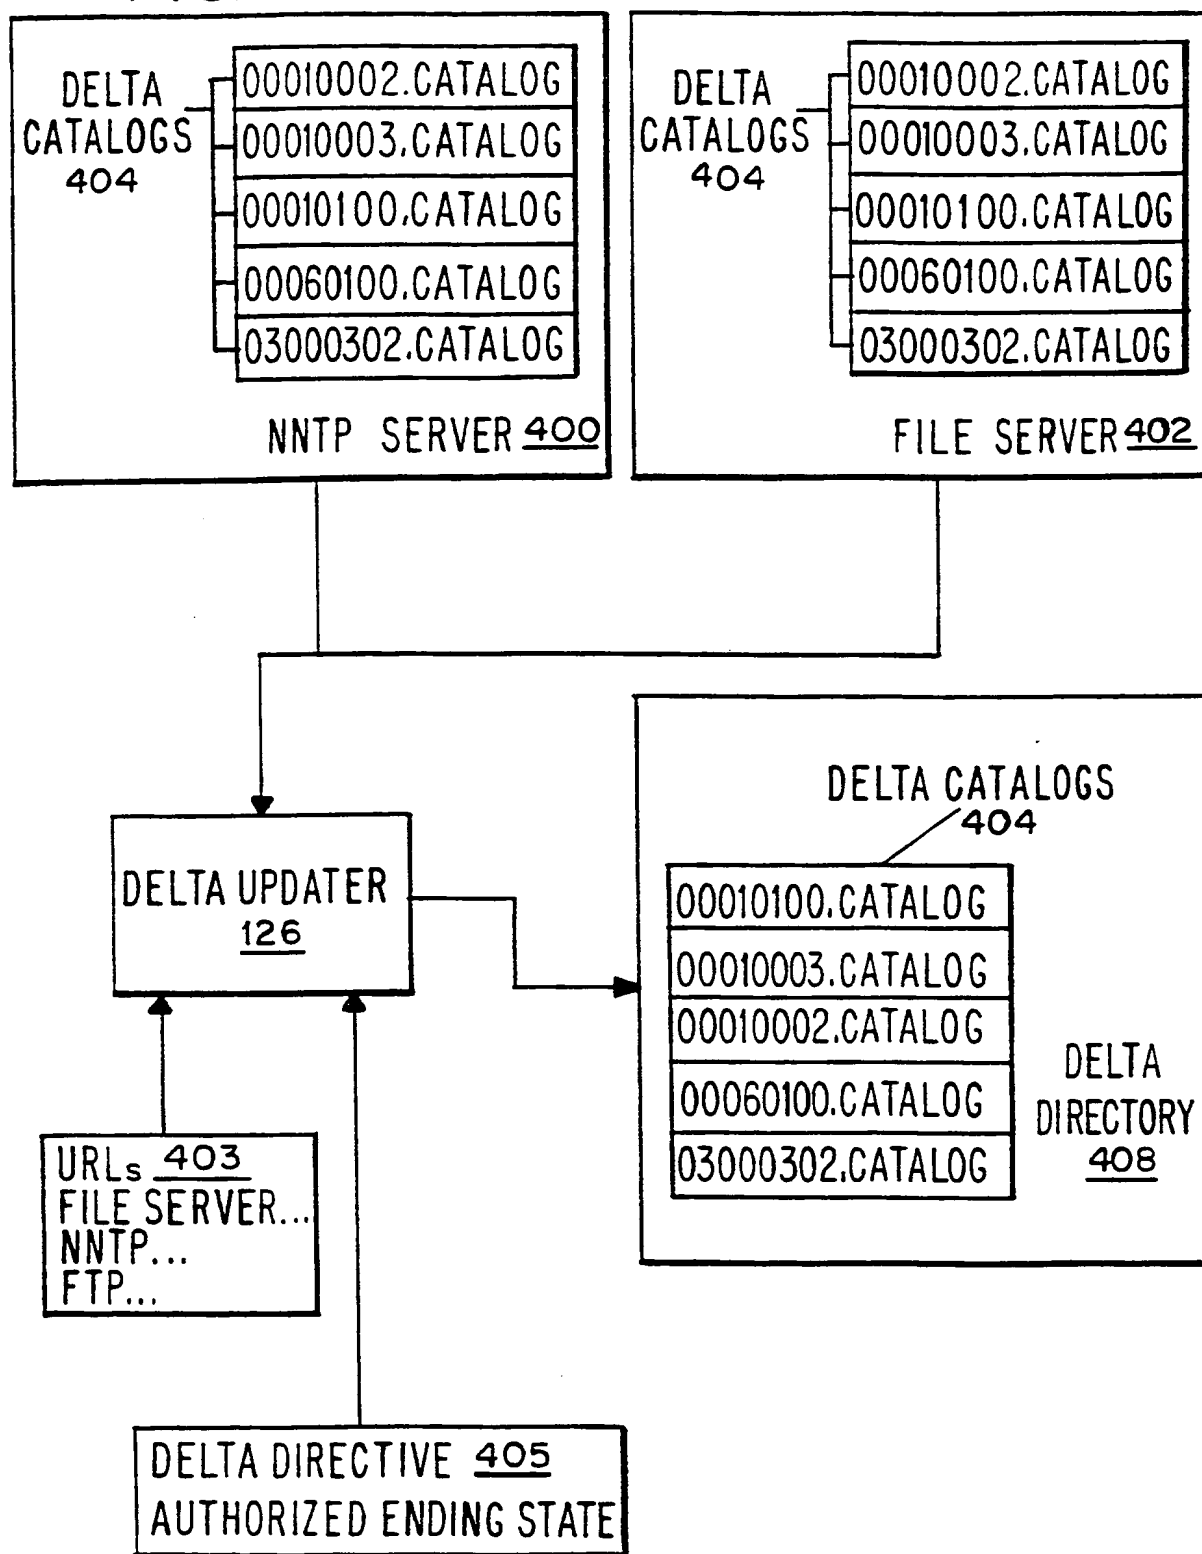 DELTA
CATALOGS
404
00010002.CATALOG
00010003.CATALOG
00010100.CATALOG
00060100.CATALOG
03000302.CATALOG
NNTP SERVER 400
DELTA
CATALOGS
404
00010002.CATALOG
00010003.CATALOG
00010100.CATALOG
00060100.CATALOG
03000302.CATALOG
FILE SERVER 402
DELTA UPDATER
126
DELTA CATALOGS
404
00010100.CATALOG
00010003.CATALOG
00010002.CATALOG
00060100.CATALOG
03000302.CATALOG
DELTA
DIRECTORY
408
URLs 403
FILE SERVER...
NNTP...
FTP...
DELTA DIRECTIVE 405
AUTHORIZED ENDING STATE